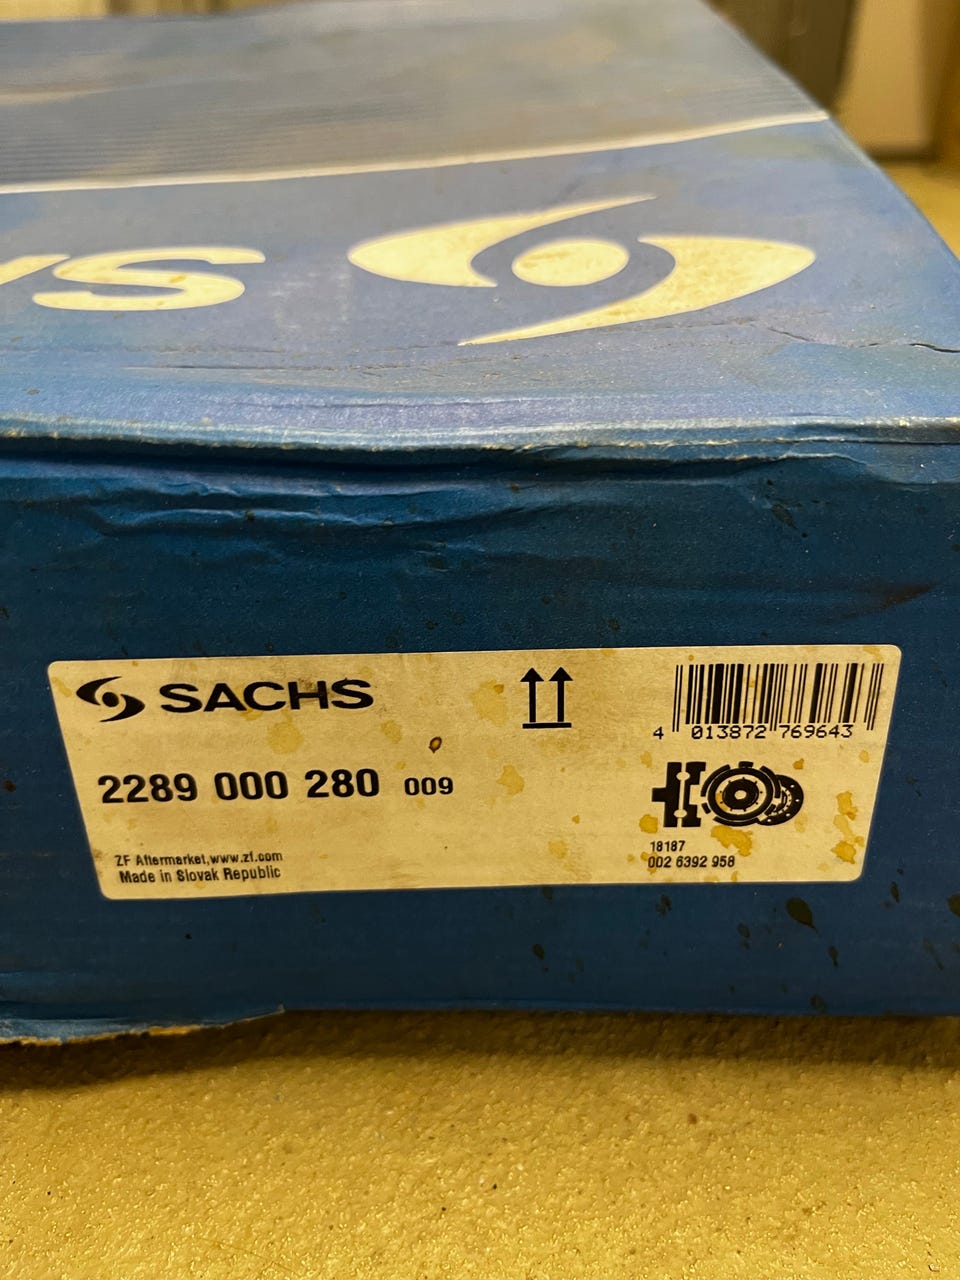 SA
SACHS
4 013872 769643
2289 000 280 009
18187
002 6392 958
ZF Aftermarket,www.zf.com
Made in Slovak Republic